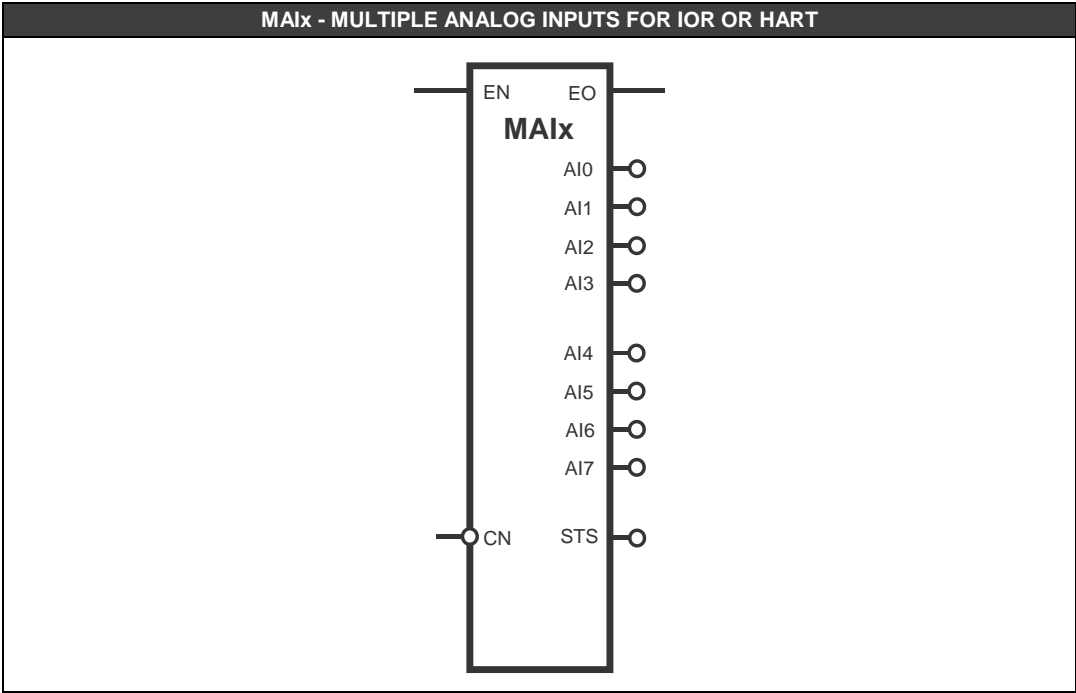 MAIx - MULTIPLE ANALOG INPUTS FOR IOR OR HART
EN EO
MAIx
AI0
AI1
AI2
AI3
AI4
AI5
AI6
AI7
CN STS